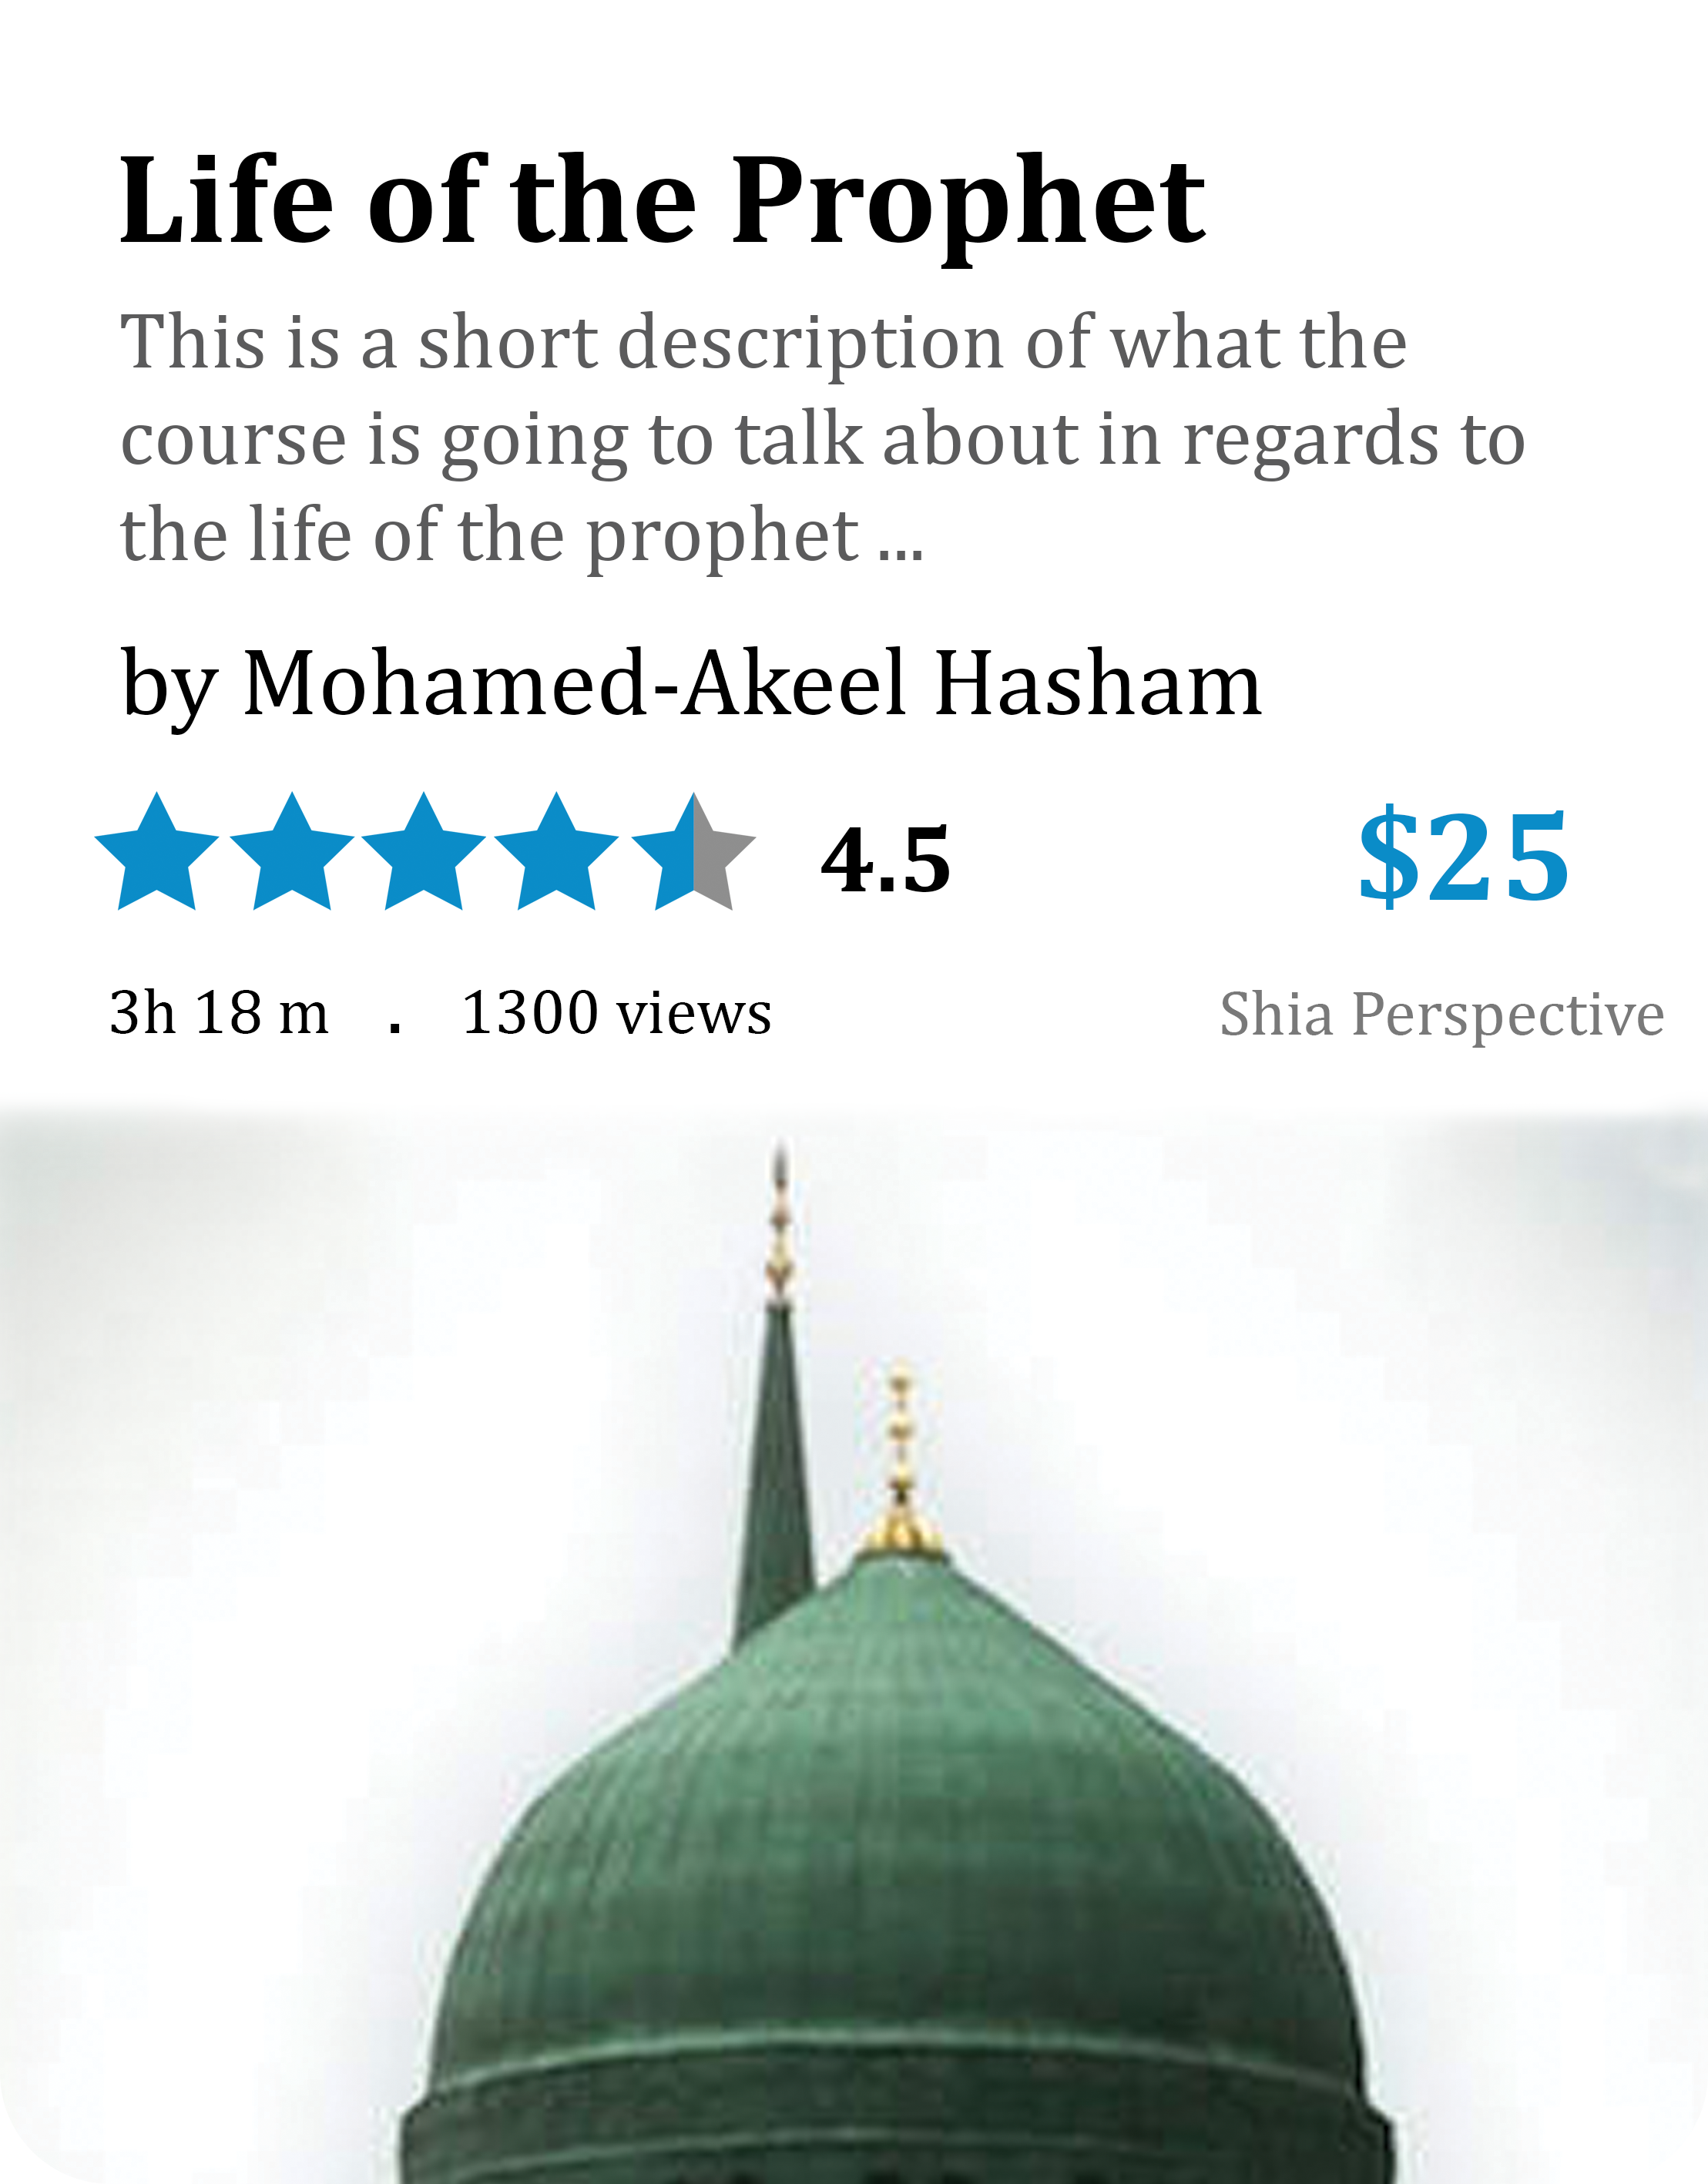 Life of the Prophet
This is a short description of what the
course is going to talk about in regards to
the life of the prophet ...
by Mohamed-Akeel Hasham
4.5
$25
3h 18 m . 1300 views
Shia Perspective